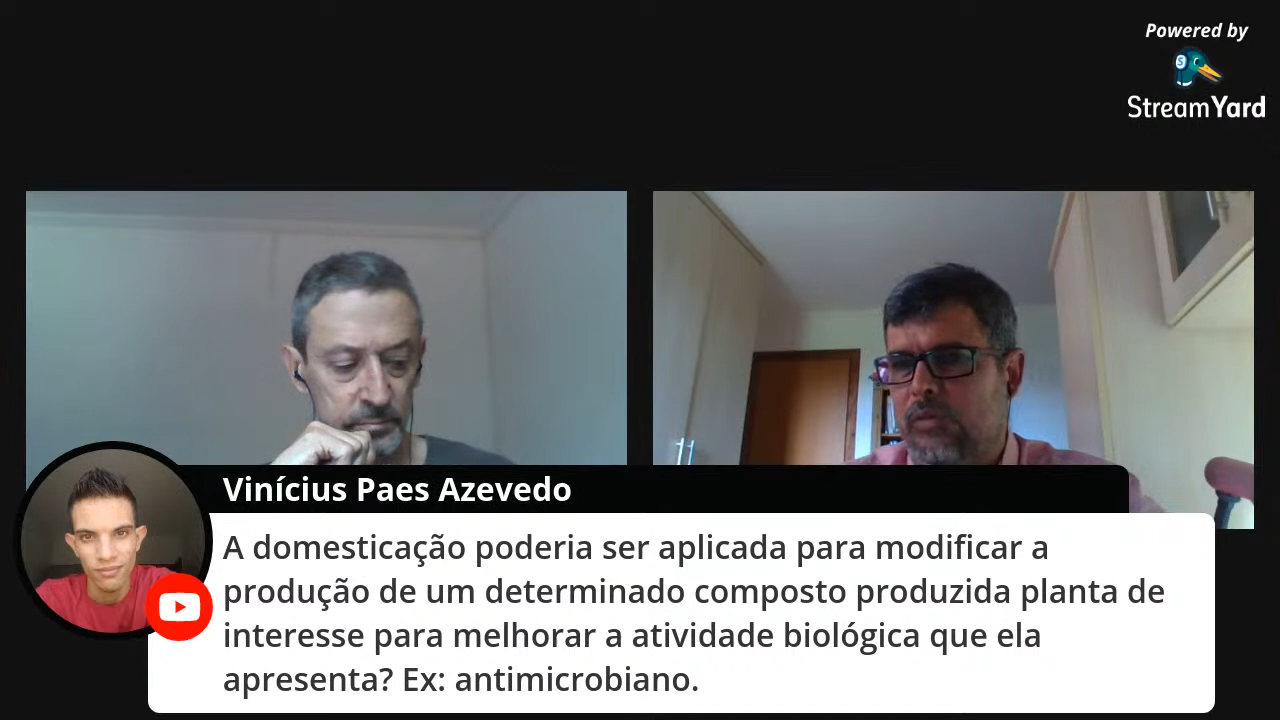 Powered by
StreamYard
Vinícius Paes Azevedo
A domesticação poderia ser aplicada para modificar a
produção de um determinado composto produzida planta de
interesse para melhorar a atividade biológica que ela
apresenta? Ex: antimicrobiano.